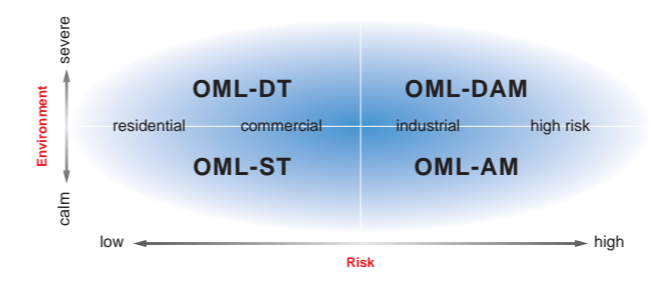 severe
Environment
calm
OML-DT OML-DAM
residential commercial industrial high risk
OML-ST OML-AM
low high
Risk